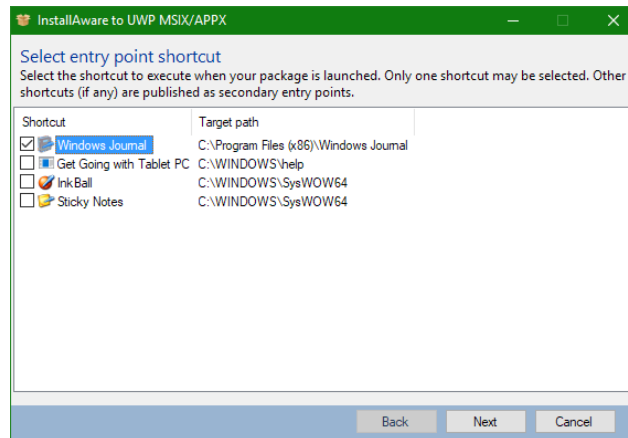 InstallAware to UWP MSIX/APPX
Select entry point shortcut
Select the shortcut to execute when your package is launched. Only one shortcut may be selected. Other
shortcuts (if any) are published as secondary entry points.
Shortcut Target path
Windows Journal C:\Program Files (x86)\Windows Journal
Get Going with Tablet PC C:\WINDOWS\help
InkBall C:\WINDOWS\SysWOW64
Sticky Notes C:\WINDOWS\SysWOW64
Back Next Cancel